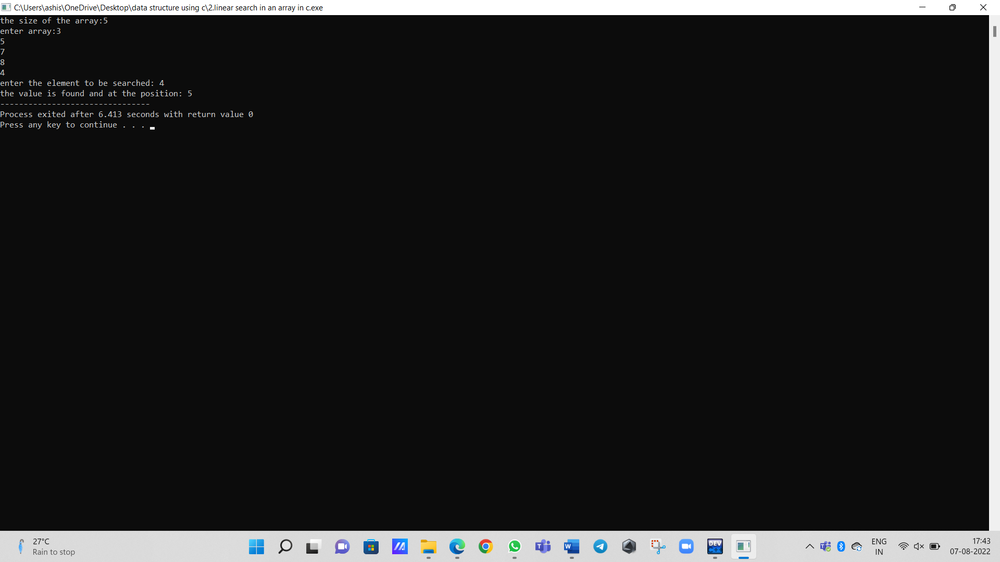 C:\Users\ashis\OneDrive\Desktop\data structure using c\2.linear search in an array in c.exe
the size of the array:5
enter array:3
5
7
8
4
enter the element to be searched: 4
the value is found and at the position: 5
--------------------------------
Process exited after 6.413 seconds with return value 0
Press any key to continue . . .
27°C
Rain to stop
W
DEV
C++
ENG
IN
17:43
07-08-2022